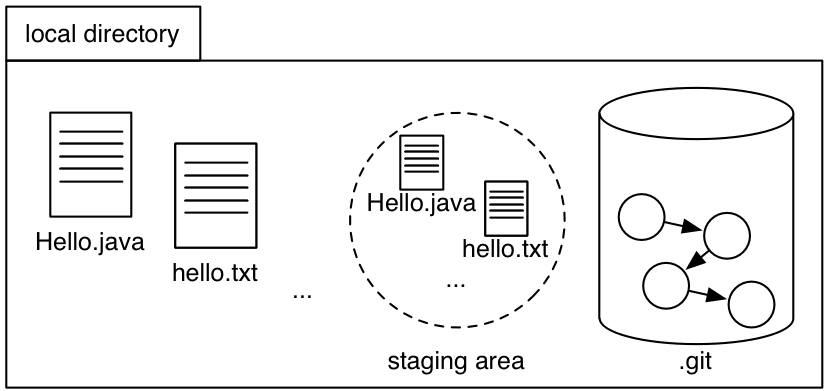 local directory
Hello.java
hello.txt
...
Hello.java
hello.txt
...
staging area
.git